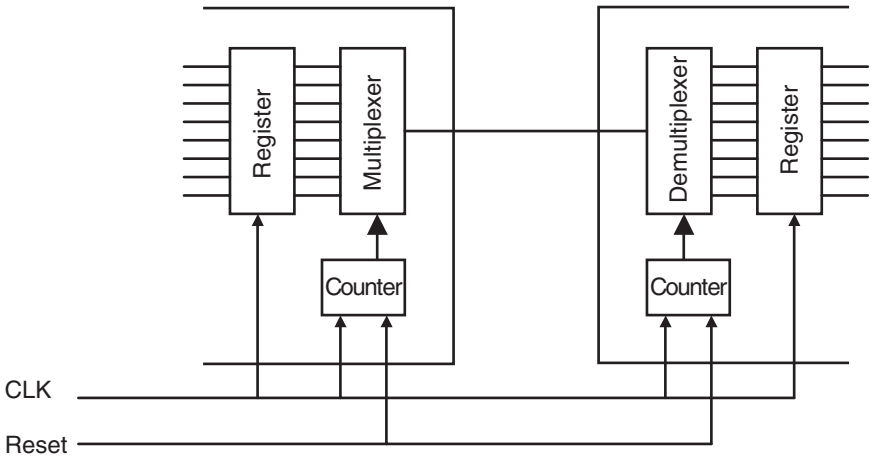 Register
Multiplexer
Demultiplexer
Register
Counter
Counter
CLK
Reset